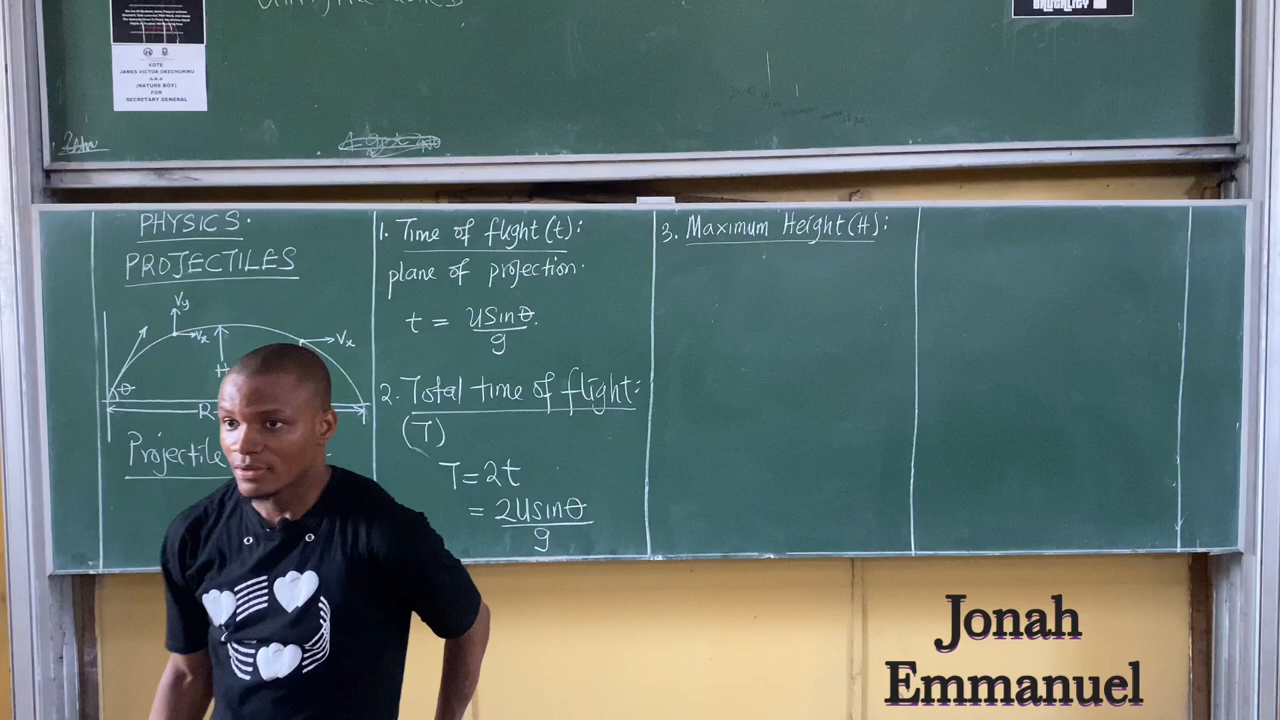 VOTE
JAMES VICTOR OKECHUKWU
a.k.a
(NATURE BOY)
FOR
SECRETARY GENERAL
BRUTALITY
PHYSICS.
PROJECTILES
Vy
Vx
Vx
H
θ
R
Projectile
1. Time of flight (t):
plane of projection.
t = USinθ/g
2. Total time of flight:
(T)
T = 2t
= 2Usinθ/g
3. Maximum Height (H):
Jonah
Emmanuel